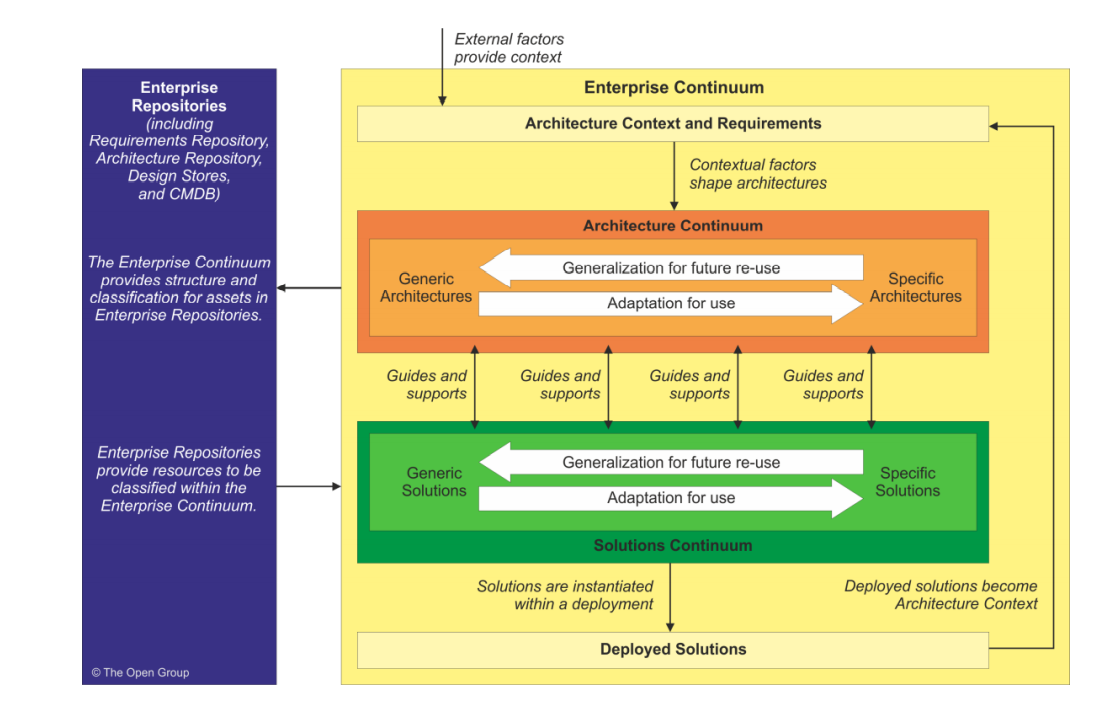 External factors
provide context
Enterprise
Repositories
(including
Requirements Repository,
Architecture Repository,
Design Stores,
and CMDB)
The Enterprise Continuum
provides structure and
classification for assets in
Enterprise Repositories.
Enterprise Repositories
provide resources to be
classified within the
Enterprise Continuum.
© The Open Group
Enterprise Continuum
Architecture Context and Requirements
Contextual factors
shape architectures
Architecture Continuum
Generic
Architectures
Generalization for future re-use
Adaptation for use
Specific
Architectures
Guides and
supports
Guides and
supports
Guides and
supports
Guides and
supports
Generic
Solutions
Generalization for future re-use
Adaptation for use
Specific
Solutions
Solutions Continuum
Solutions are instantiated
within a deployment
Deployed solutions become
Architecture Context
Deployed Solutions